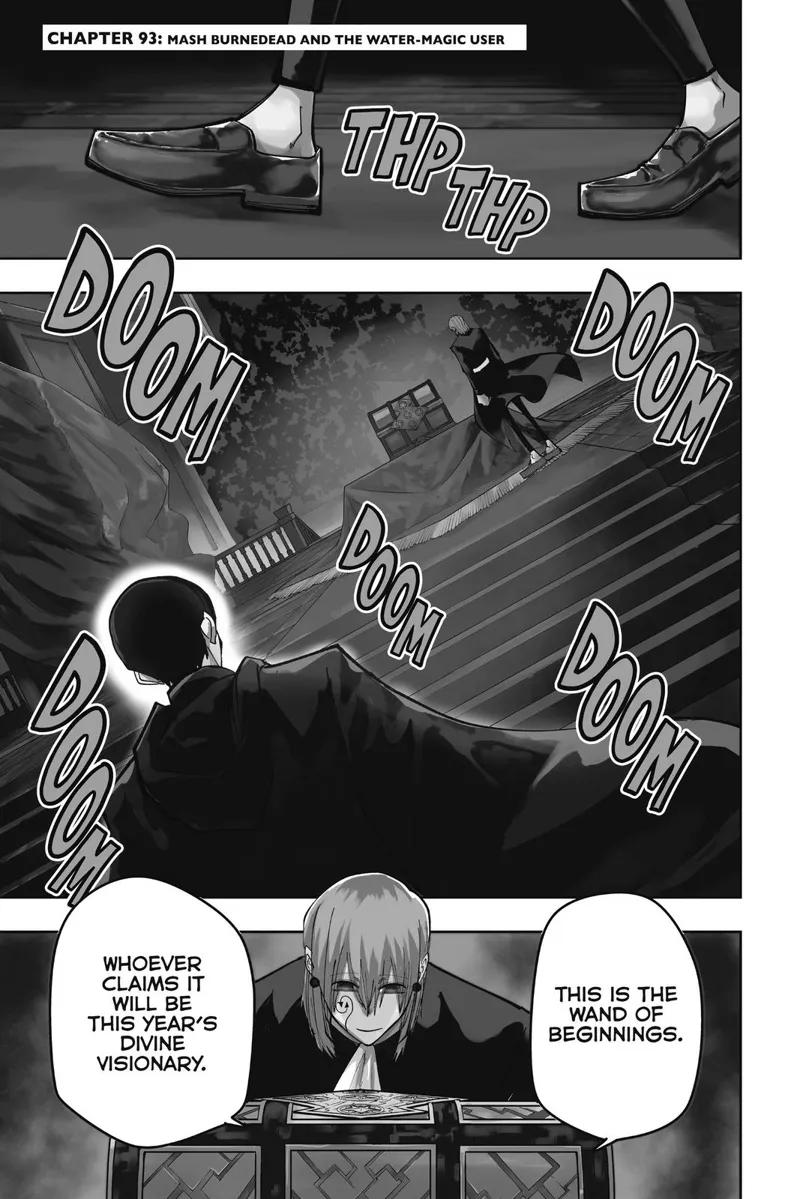 CHAPTER 93: MASH BURNEDEAD AND THE WATER-MAGIC USER
THP
THP
DOOM
DOOM
DOOM
DOOM
DOOOM
THIS IS THE
WAND OF
BEGINNINGS.
WHOEVER
CLAIMS IT
WILL BE
THIS YEAR'S
DIVINE
VISIONARY.